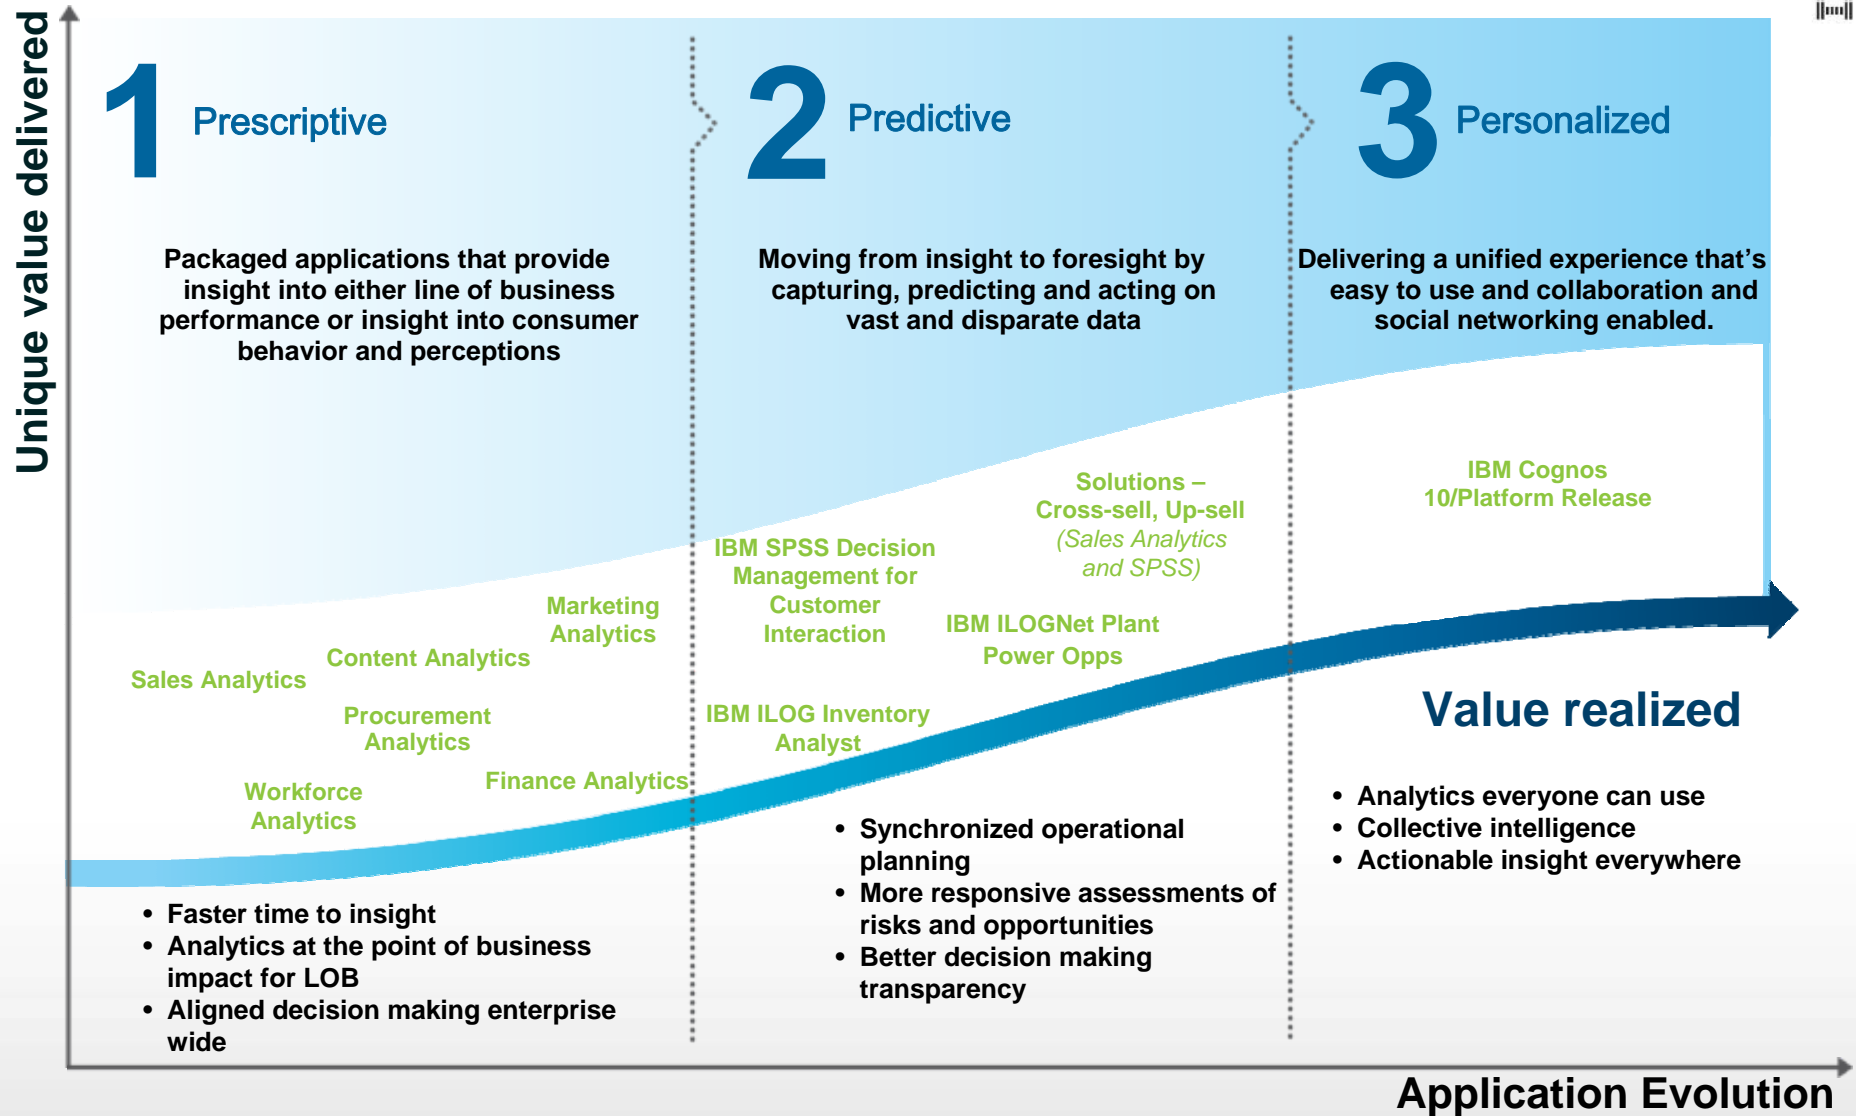 Unique value delivered
1 Prescriptive
Packaged applications that provide
insight into either line of business
performance or insight into consumer
behavior and perceptions
2 Predictive
Moving from insight to foresight by
capturing, predicting and acting on
vast and disparate data
3 Personalized
Delivering a unified experience that's
easy to use and collaboration and
social networking enabled.
Sales Analytics
Content Analytics
Marketing
Analytics
Procurement
Analytics
Workforce
Analytics
Finance Analytics
IBM SPSS Decision
Management for
Customer
Interaction
Solutions –
Cross-sell, Up-sell
(Sales Analytics
and SPSS)
IBM ILOGNet Plant
Power Opps
IBM ILOG Inventory
Analyst
IBM Cognos
10/Platform Release
Value realized
• Faster time to insight
• Analytics at the point of business
impact for LOB
• Aligned decision making enterprise
wide
• Synchronized operational
planning
• More responsive assessments of
risks and opportunities
• Better decision making
transparency
• Analytics everyone can use
• Collective intelligence
• Actionable insight everywhere
Application Evolution